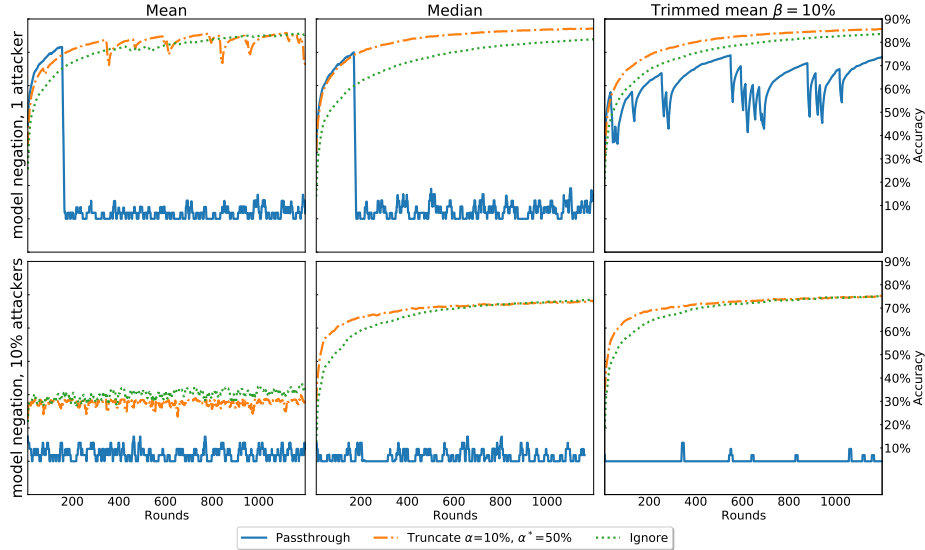 Mean
Median
Trimmed mean β = 10%
model negation, 1 attacker
90%
80%
70%
60%
50%
40%
30%
20%
10%
Accuracy
model negation, 10% attackers
90%
80%
70%
60%
50%
40%
30%
20%
10%
Accuracy
200 400 600 800 1000
200 400 600 800 1000
200 400 600 800 1000
Rounds
Rounds
Rounds
Passthrough
Truncate α=10%, α*=50%
Ignore